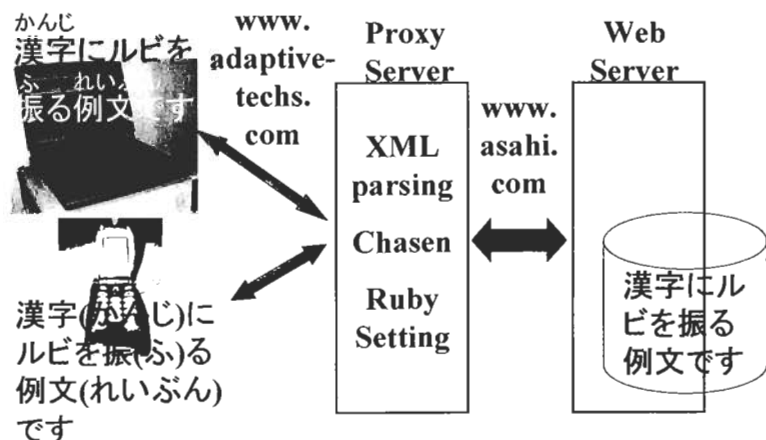 かんじ
漢字にルビを
ふ れいぶん
振る例文です
漢字(かんじ)に
ルビを振(ふ)る
例文(れいぶん)
です
www.
adaptive-
techs.
com
Proxy
Server
XML
parsing
Chasen
Ruby
Setting
www.
asahi.
com
Web
Server
漢字にル
ビを振る
例文です